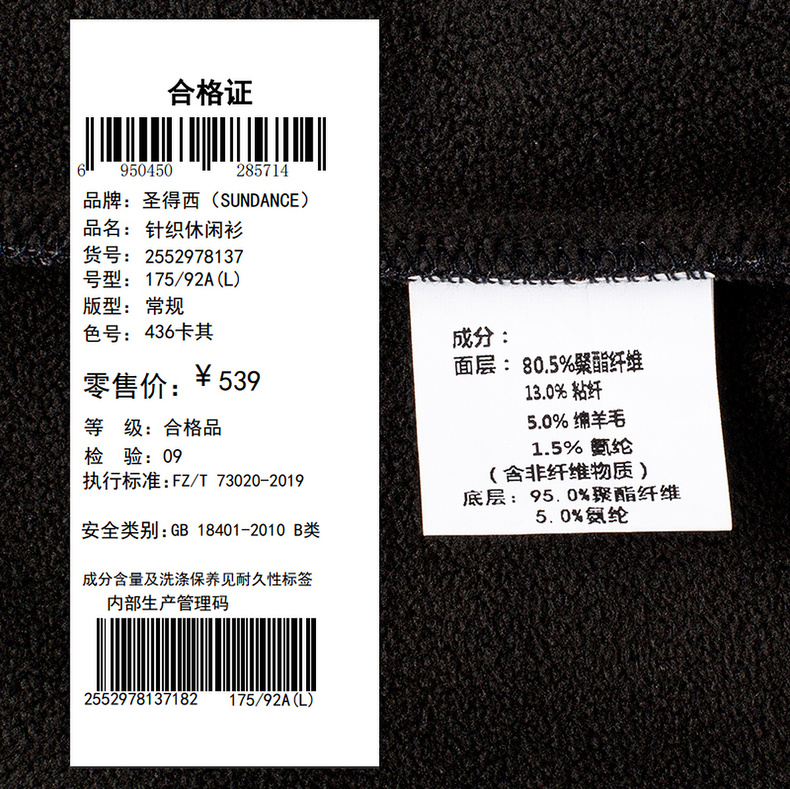 合格证
6 950450 285714
品牌：圣得西（SUNDANCE）
品名：针织休闲衫
货号：2552978137
号型：175/92A(L)
版型：常规
色号：436卡其
零售价：￥539
等 级：合格品
检 验：09
执行标准：FZ/T 73020-2019
安全类别：GB 18401-2010 B类
成分含量及洗涤保养见耐久性标签
内部生产管理码
2552978137182 175/92A(L)
成分：
面层：80.5%聚酯纤维
13.0%粘纤
5.0%绵羊毛
1.5%氨纶
(含非纤维物质)
底层：95.0%聚酯纤维
5.0%氨纶